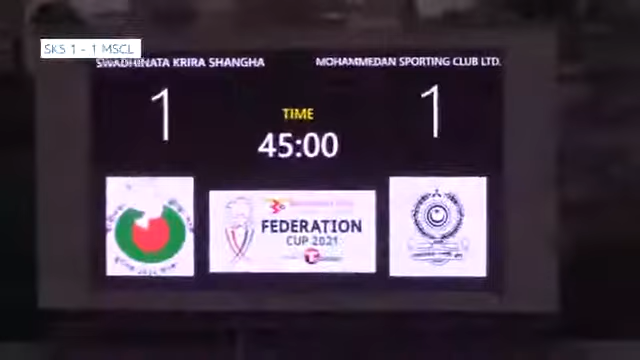 SKS 1 - 1 MSCL
SWADHINATA KRIRA SHANGHA
MOHAMMEDAN SPORTING CLUB LTD.
1
TIME
1
45:00
FEDERATION
CUP 2021